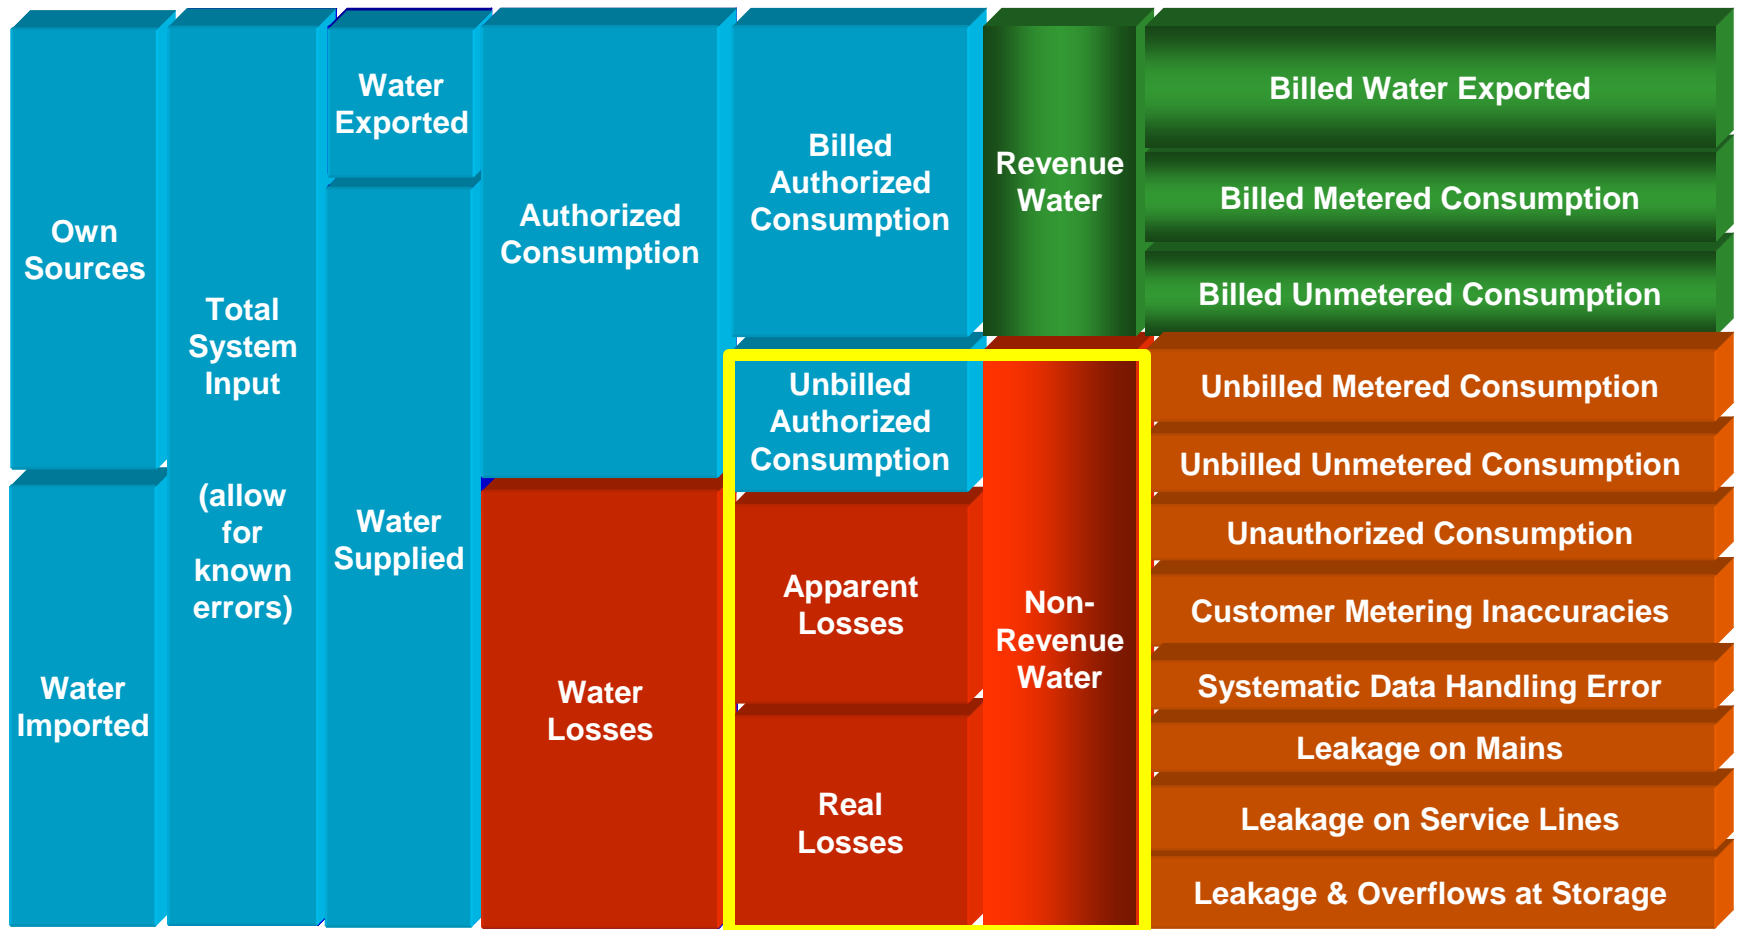 Own
Sources
Water
Imported
Total
System
Input
(allow
for
known
errors)
Water
Exported
Water
Supplied
Authorized
Consumption
Water
Losses
Billed
Authorized
Consumption
Unbilled
Authorized
Consumption
Apparent
Losses
Real
Losses
Revenue
Water
Non-
Revenue
Water
Billed Water Exported
Billed Metered Consumption
Billed Unmetered Consumption
Unbilled Metered Consumption
Unbilled Unmetered Consumption
Unauthorized Consumption
Customer Metering Inaccuracies
Systematic Data Handling Error
Leakage on Mains
Leakage on Service Lines
Leakage & Overflows at Storage